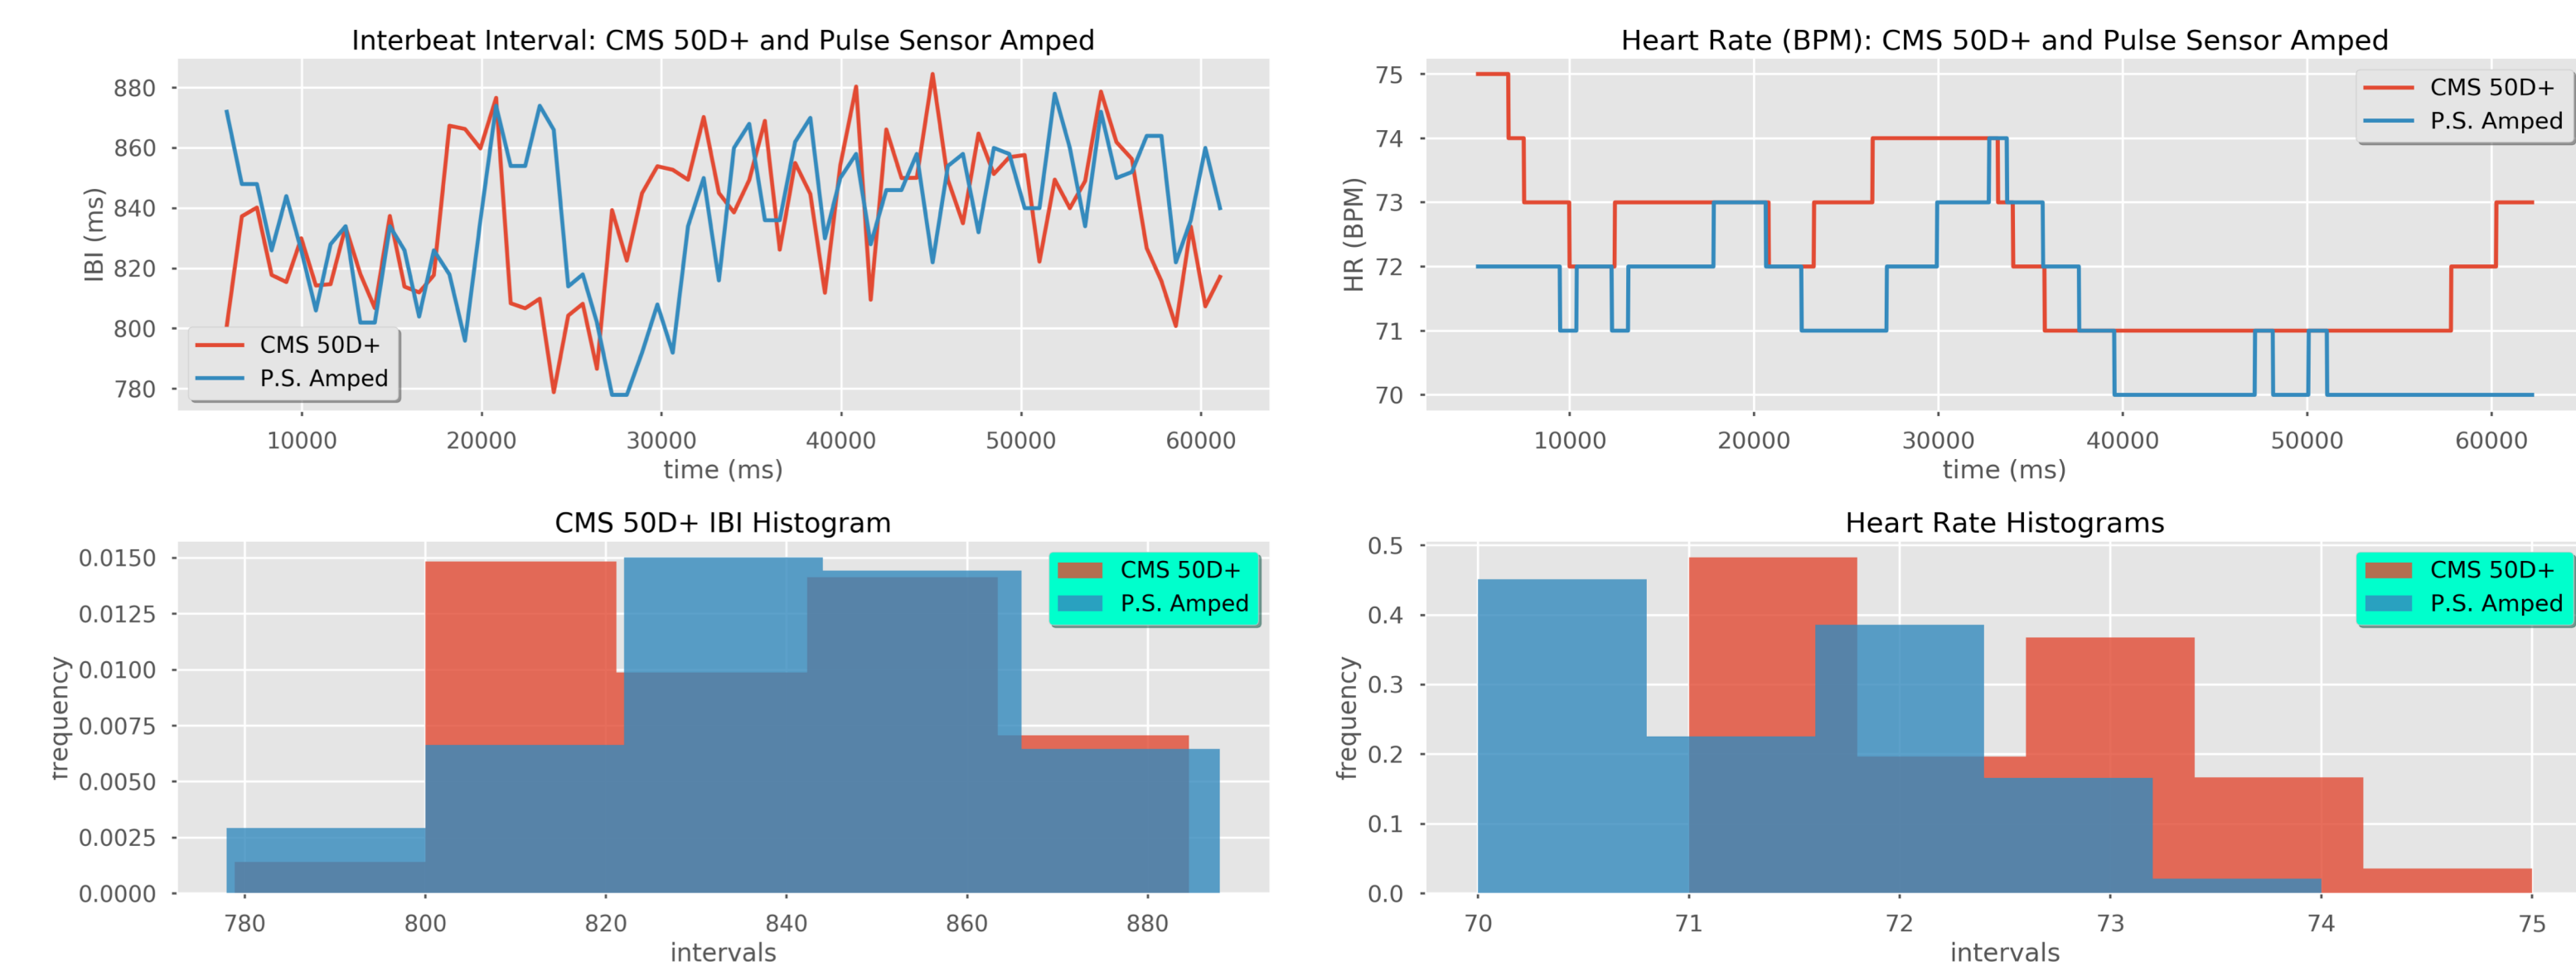 Interbeat Interval: CMS 50D+ and Pulse Sensor Amped
IBI (ms)
880
860
840
820
800
780
CMS 50D+
P.S. Amped
10000 20000 30000 40000 50000 60000
time (ms)
Heart Rate (BPM): CMS 50D+ and Pulse Sensor Amped
HR (BPM)
75
74
73
72
71
70
CMS 50D+
P.S. Amped
10000 20000 30000 40000 50000 60000
time (ms)
CMS 50D+ IBI Histogram
frequency
0.0150
0.0125
0.0100
0.0075
0.0050
0.0025
0.0000
CMS 50D+
P.S. Amped
780 800 820 840 860 880
intervals
Heart Rate Histograms
frequency
0.5
0.4
0.3
0.2
0.1
0.0
CMS 50D+
P.S. Amped
70 71 72 73 74 75
intervals